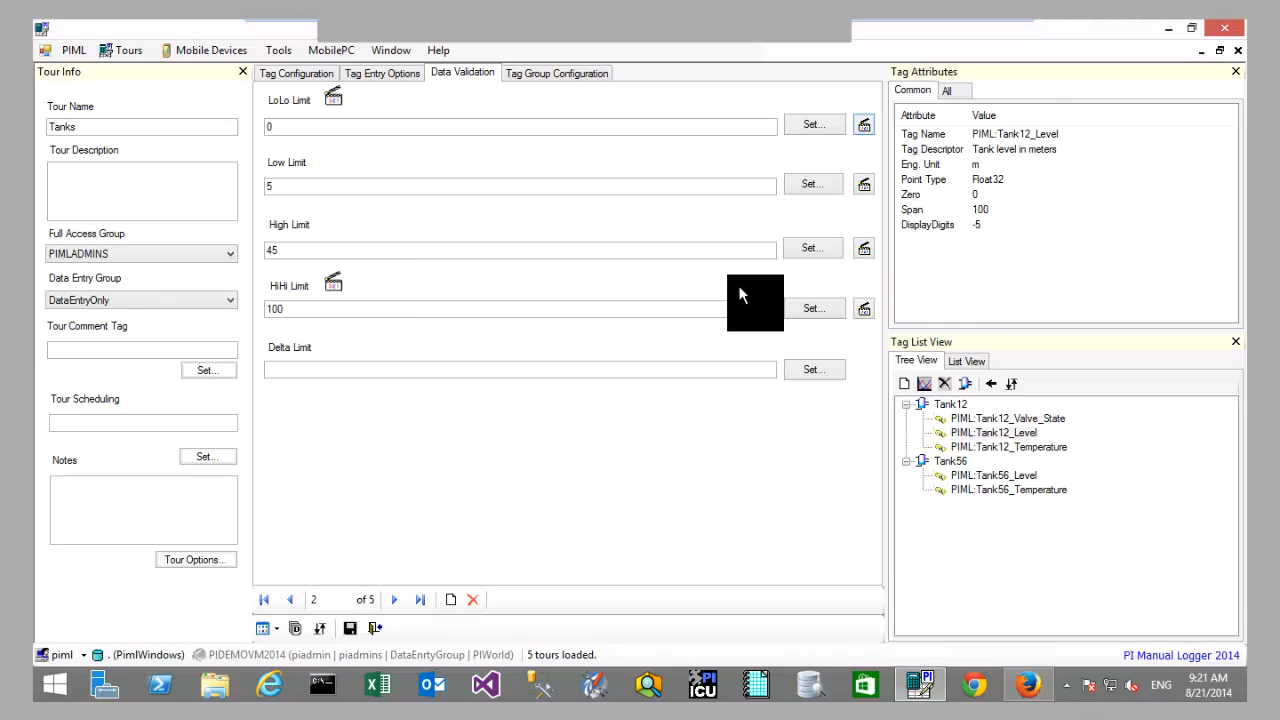 PIML Tours Mobile Devices Tools MobilePC Window Help
Tour Info
Tour Name
Tanks
Tour Description
Full Access Group
PIMLADMINS
Data Entry Group
DataEntryOnly
Tour Comment Tag
Set...
Tour Scheduling
Set...
Notes
Tour Options...
Tag Configuration Tag Entry Options Data Validation Tag Group Configuration
LoLo Limit
0 Set...
Low Limit
5 Set...
High Limit
45 Set...
HiHi Limit
100 Set...
Delta Limit
Set...
2 of 5
Tag Attributes
Common All
Attribute Value
Tag Name PIML:Tank12_Level
Tag Descriptor Tank level in meters
Eng. Unit m
Point Type Float32
Zero 0
Span 100
DisplayDigits -5
Tag List View
Tree View List View
Tank12
PIML:Tank12_Valve_State
PIML:Tank12_Level
PIML:Tank12_Temperature
Tank56
PIML:Tank56_Level
PIML:Tank56_Temperature
piml . (PimlWindows) PIDEMOVM2014 (piadmin | piadmins | DataEnrtyGroup | PIWorld) 5 tours loaded. PI Manual Logger 2014
PI ICU PI ENG 9:21 AM
8/21/2014